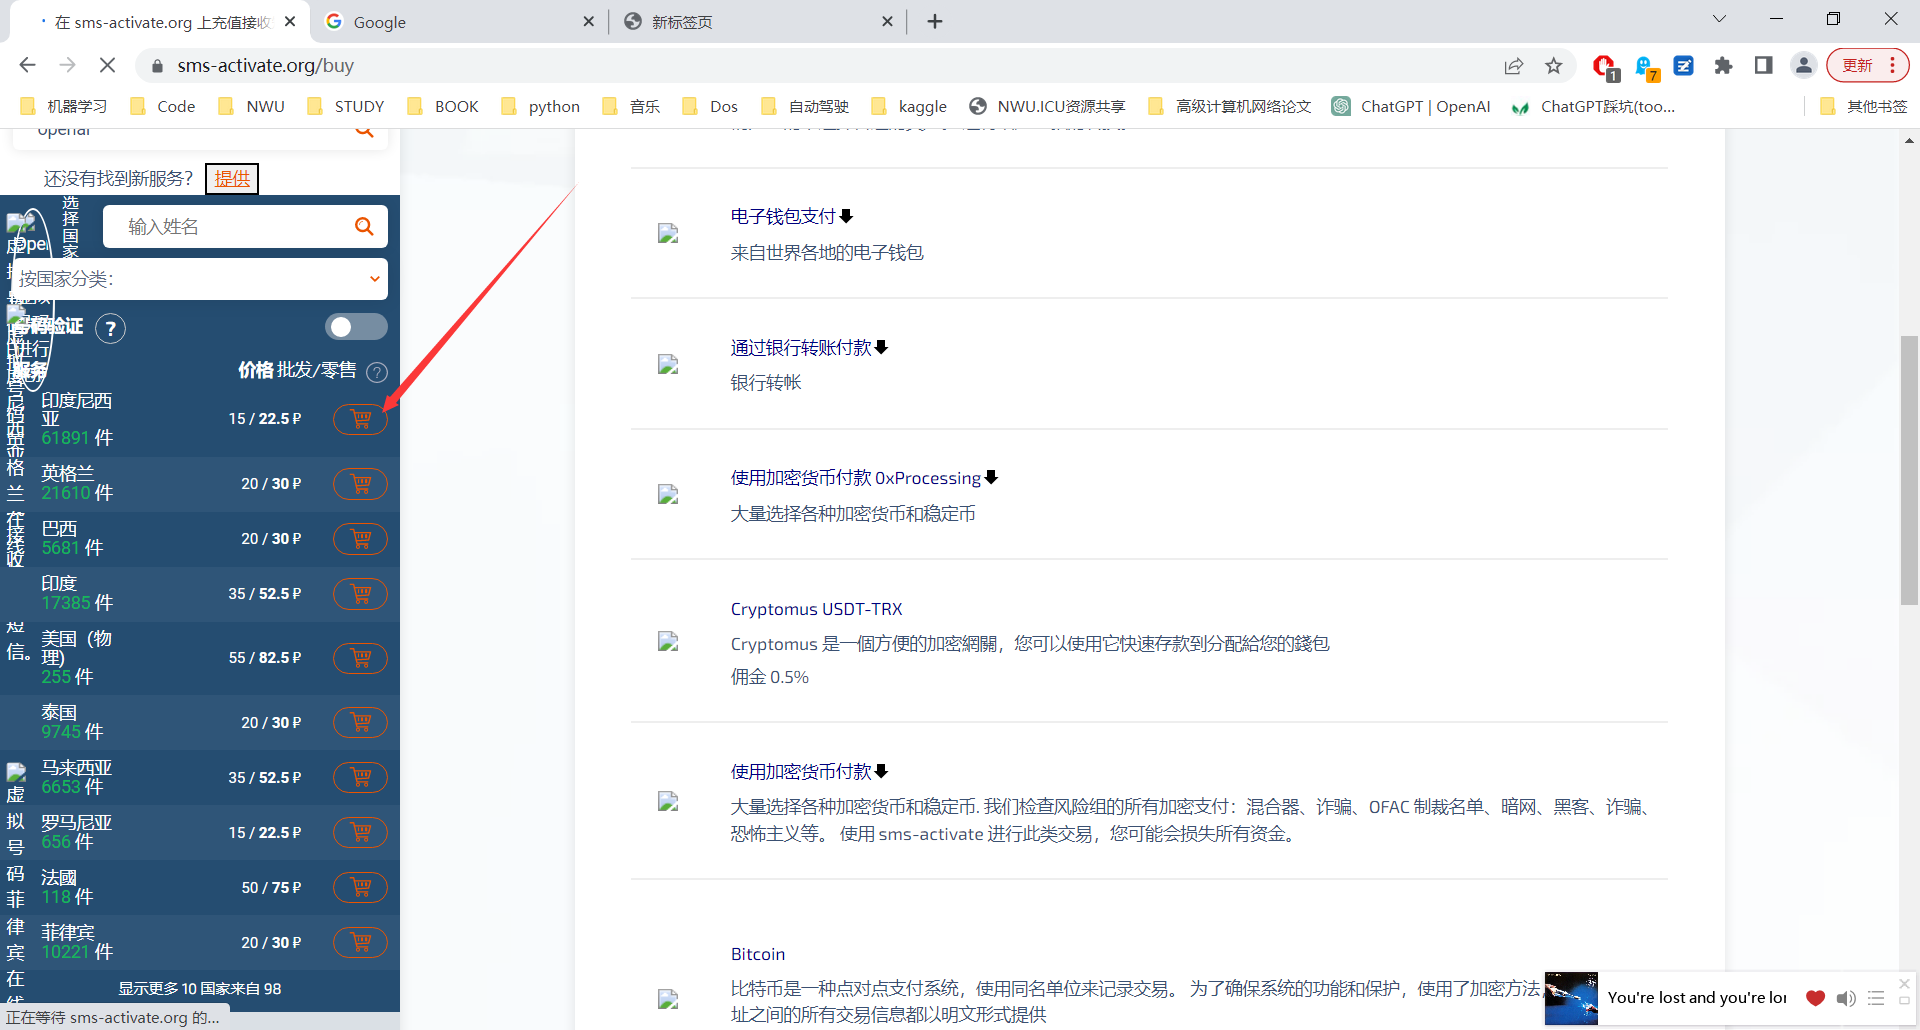 在 sms-activate.org 上充值接收
Google
新标签页
sms-activate.org/buy
1
7
更新
机器学习
Code
NWU
STUDY
BOOK
python
音乐
Dos
自动驾驶
kaggle
NWU.ICU资源共享
高级计算机网络论文
ChatGPT | OpenAI
ChatGPT踩坑(too...
其他书签
openai
还没有找到新服务？ 提供
选择国家
输入姓名
按国家分类：
?
价格 批发/零售 ?
印度尼西亚
61891 件
15 / 22.5 ₽
英格兰
21610 件
20 / 30 ₽
巴西
5681 件
20 / 30 ₽
印度
17385 件
35 / 52.5 ₽
美国（物理)
255 件
55 / 82.5 ₽
泰国
9745 件
20 / 30 ₽
马来西亚
6653 件
35 / 52.5 ₽
罗马尼亚
656 件
15 / 22.5 ₽
法國
118 件
50 / 75 ₽
菲律宾
10221 件
20 / 30 ₽
虚拟号码菲律宾在线
显示更多 10 国家来自 98
正在等待 sms-activate.org 的...
电子钱包支付🡇
来自世界各地的电子钱包
通过银行转账付款🡇
银行转帐
使用加密货币付款 0xProcessing🡇
大量选择各种加密货币和稳定币
Cryptomus USDT-TRX
Cryptomus 是一個方便的加密網關，您可以使用它快速存款到分配給您的錢包
佣金 0.5%
使用加密货币付款🡇
大量选择各种加密货币和稳定币. 我们检查风险组的所有加密支付：混合器、诈骗、OFAC 制裁名单、暗网、黑客、诈骗、
恐怖主义等。 使用 sms-activate 进行此类交易，您可能会损失所有资金。
Bitcoin
比特币是一种点对点支付系统，使用同名单位来记录交易。 为了确保系统的功能和保护，使用了加密方法，
址之间的所有交易信息都以明文形式提供
You're lost and you're lo